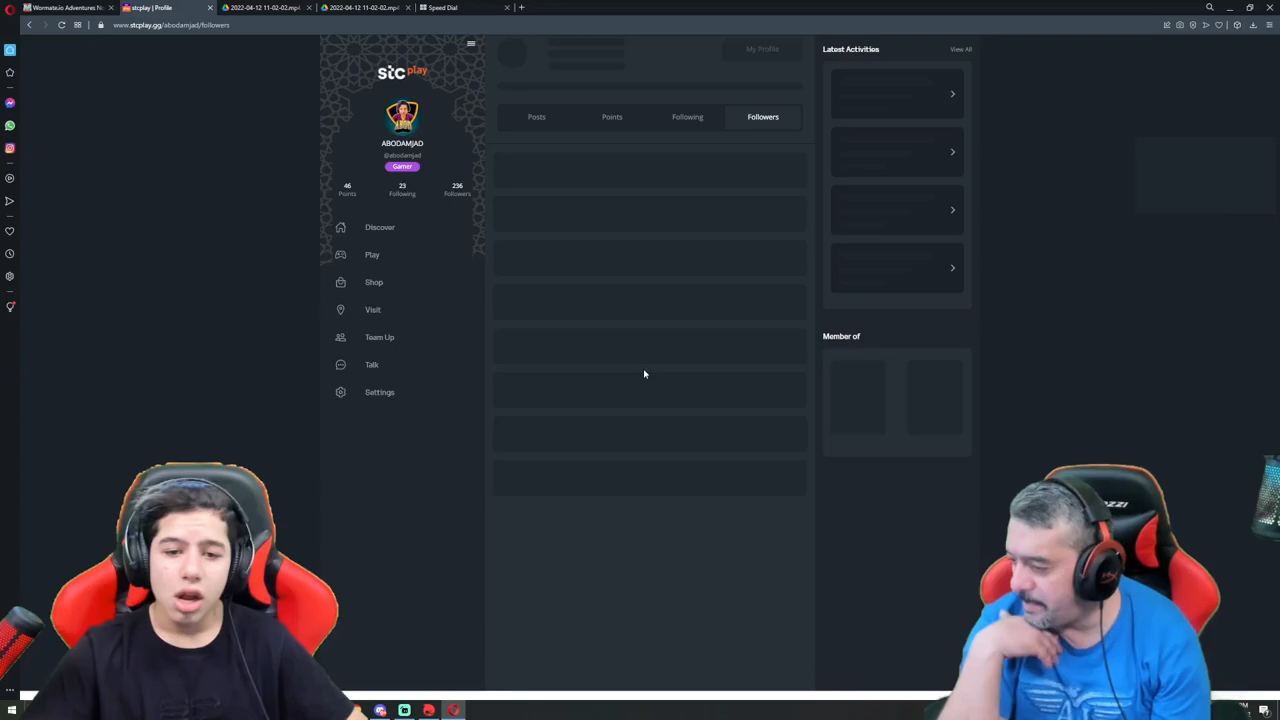 Wormate.io Adventures No
stcplay | Profile
2022-04-12 11-02-02.mp4
2022-04-12 11-02-02.mp4
Speed Dial
www.stcplay.gg/abodamjad/followers
stc play
ABODAMJAD
@abodamjad
Gamer
46
Points
23
Following
236
Followers
Discover
Play
Shop
Visit
Team Up
Talk
Settings
My Profile
Posts
Points
Following
Followers
Latest Activities
View All
Member of